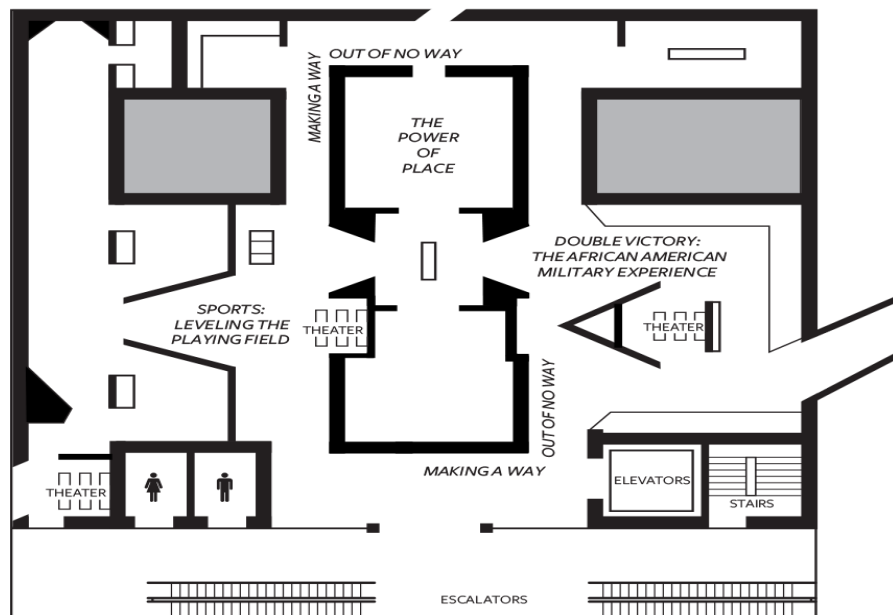 OUT OF NO WAY
MAKING A WAY
THE
POWER
OF
PLACE
DOUBLE VICTORY:
THE AFRICAN AMERICAN
MILITARY EXPERIENCE
SPORTS:
LEVELING THE
PLAYING FIELD
THEATER
THEATER
OUT OF NO WAY
MAKING A WAY
THEATER
ELEVATORS
STAIRS
ESCALATORS